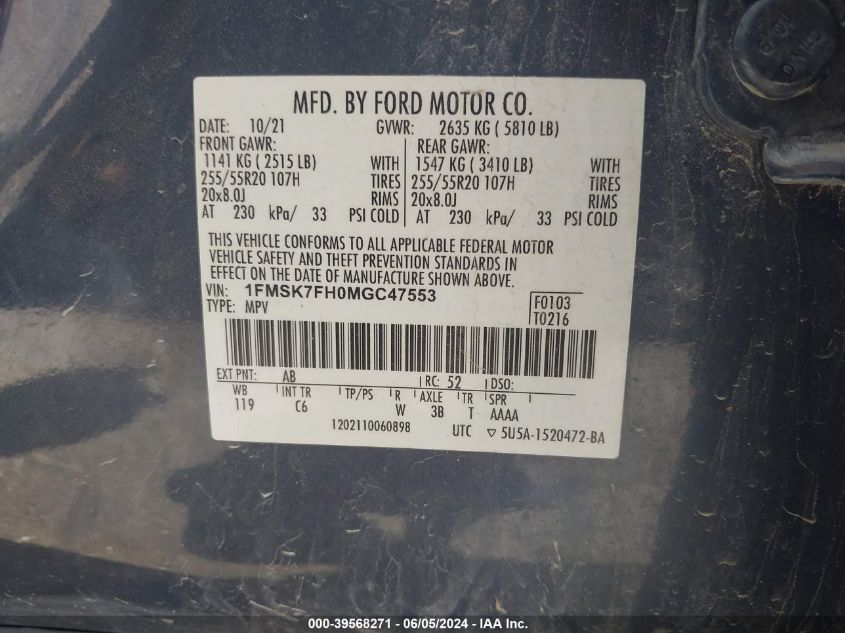 MFD. BY FORD MOTOR CO.
DATE: 10/21 GVWR: 2635 KG ( 5810 LB)
FRONT GAWR: REAR GAWR:
1141 KG ( 2515 LB) WITH 1547 KG ( 3410 LB) WITH
255/55R20 107H TIRES 255/55R20 107H TIRES
20x8.0J RIMS 20x8.0J RIMS
AT 230 kPa/ 33 PSI COLD AT 230 kPa/ 33 PSI COLD
THIS VEHICLE CONFORMS TO ALL APPLICABLE FEDERAL MOTOR
VEHICLE SAFETY AND THEFT PREVENTION STANDARDS IN
EFFECT ON THE DATE OF MANUFACTURE SHOWN ABOVE.
VIN: 1FMSK7FH0MGC47553
TYPE: MPV
F0103
T0216
EXT PNT: AB RC: 52 DSO:
WB INT TR TP/PS R AXLE TR SPR
119 C6 W 3B T AAAA
1202110060898 UTC ▽ 5U5A-1520472-BA
000-39568271 - 06/05/2024 - IAAI Inc.